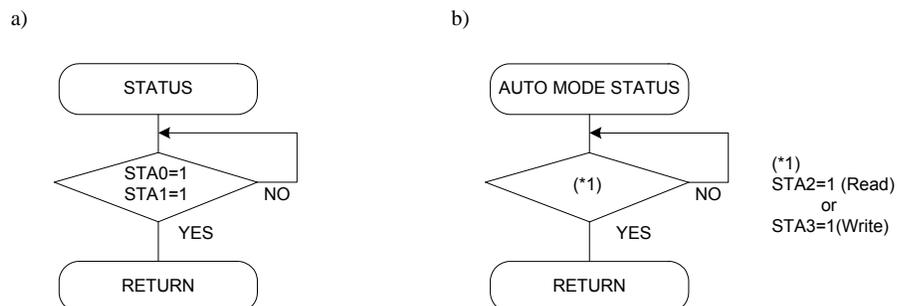 a)
STATUS
STA0=1
STA1=1
NO
YES
RETURN
b)
AUTO MODE STATUS
(*1)
NO
YES
RETURN
(*1)
STA2=1 (Read)
or
STA3=1(Write)